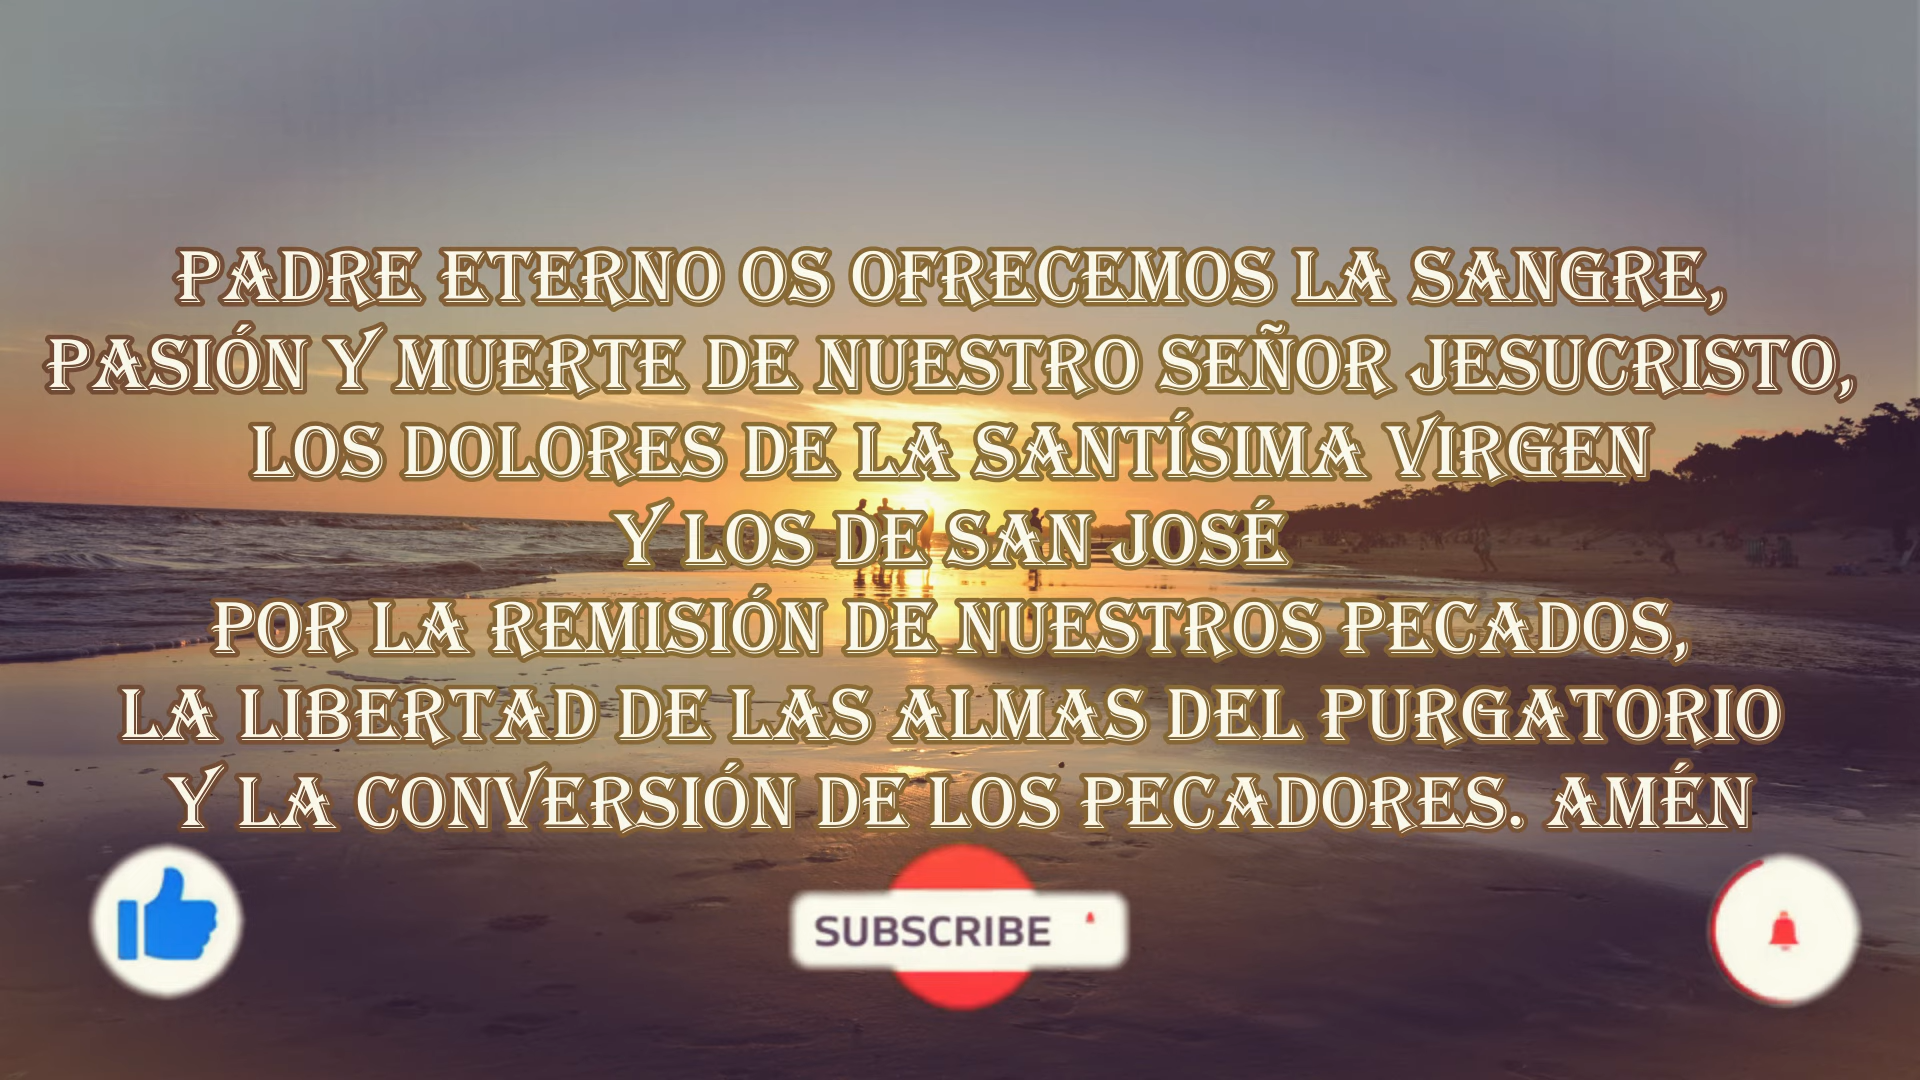 PADRE ETERNO OS OFRECEMOS LA SANGRE,
PASIÓN Y MUERTE DE NUESTRO SEÑOR JESUCRISTO,
LOS DOLORES DE LA SANTÍSIMA VIRGEN
Y LOS DE SAN JOSÉ
POR LA REMISIÓN DE NUESTROS PECADOS,
LA LIBERTAD DE LAS ALMAS DEL PURGATORIO
Y LA CONVERSIÓN DE LOS PECADORES. AMÉN
SUBSCRIBE